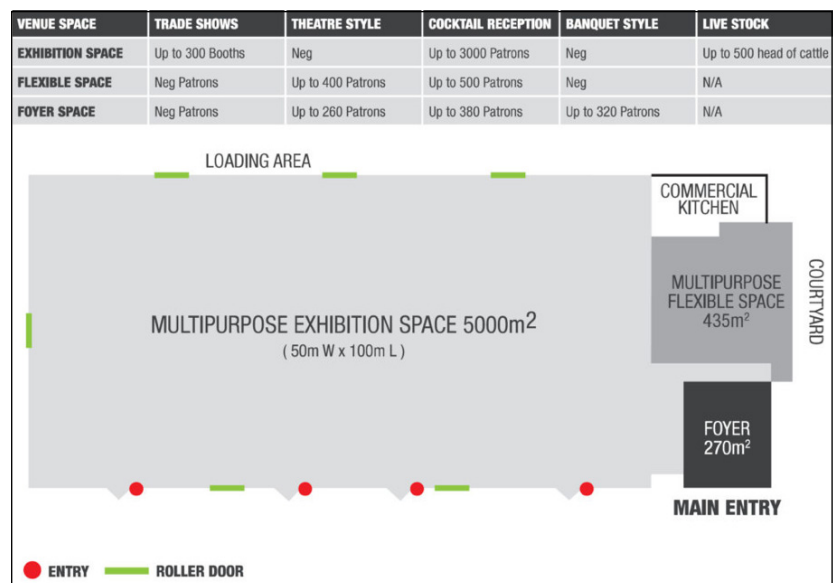 VENUE SPACE TRADE SHOWS THEATRE STYLE COCKTAIL RECEPTION BANQUET STYLE LIVE STOCK
EXHIBITION SPACE Up to 300 Booths Neg Up to 3000 Patrons Neg Up to 500 head of cattle
FLEXIBLE SPACE Neg Patrons Up to 400 Patrons Up to 500 Patrons Neg N/A
FOYER SPACE Neg Patrons Up to 260 Patrons Up to 380 Patrons Up to 320 Patrons N/A
LOADING AREA
COMMERCIAL
KITCHEN
MULTIPURPOSE EXHIBITION SPACE 5000m²
( 50m W x 100m L )
MULTIPURPOSE
FLEXIBLE SPACE
435m²
COURTYARD
FOYER
270m²
MAIN ENTRY
ENTRY ROLLER DOOR